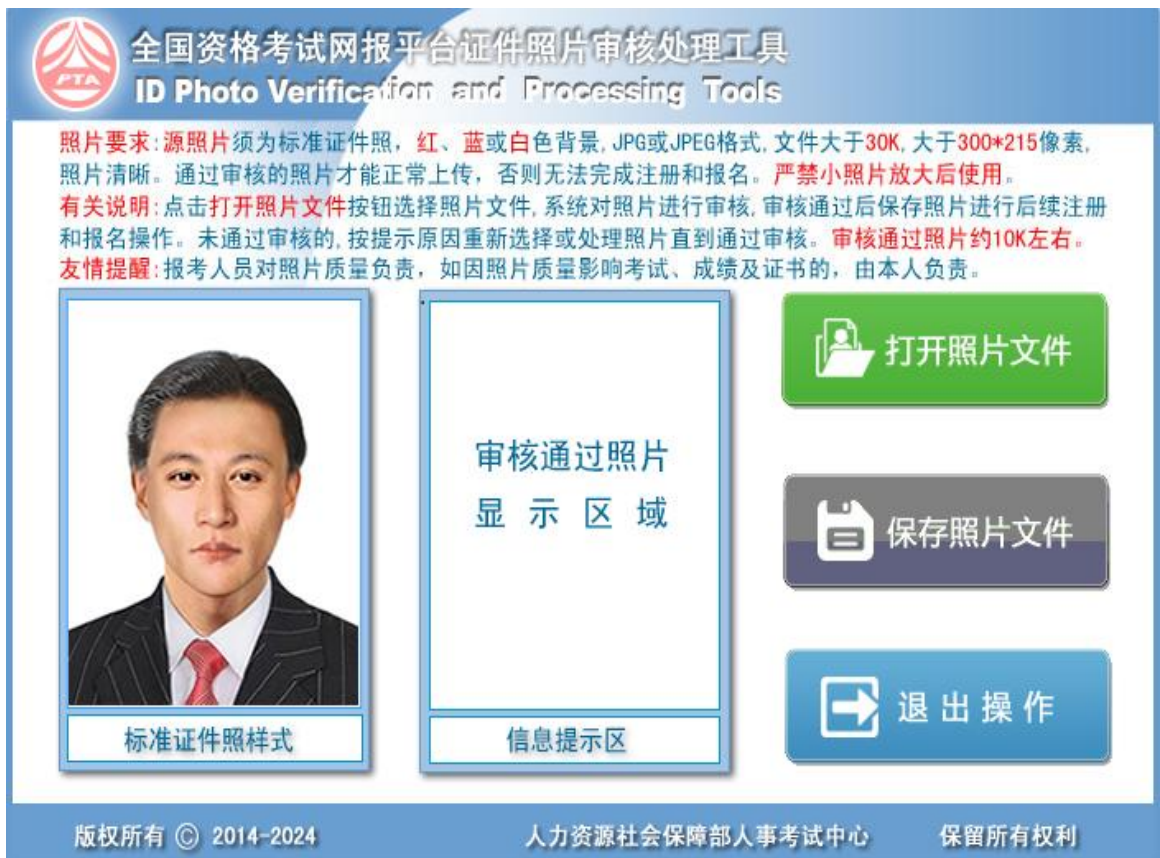 PTA
全国资格考试网报平台证件照片审核处理工具
ID Photo Verification and Processing Tools
照片要求:源照片须为标准证件照，红、蓝或白色背景,JPG或JPEG格式,文件大于30K,大于300*215像素,
照片清晰。通过审核的照片才能正常上传，否则无法完成注册和报名。严禁小照片放大后使用。
有关说明:点击打开照片文件按钮选择照片文件,系统对照片进行审核,审核通过后保存照片进行后续注册
和报名操作。未通过审核的,按提示原因重新选择或处理照片直到通过审核。审核通过照片约10K左右。
友情提醒:报考人员对照片质量负责，如因照片质量影响考试、成绩及证书的，由本人负责。
标准证件照样式
审核通过照片
显示区域
信息提示区
打开照片文件
保存照片文件
退出操作
版权所有 © 2014-2024 人力资源社会保障部人事考试中心 保留所有权利